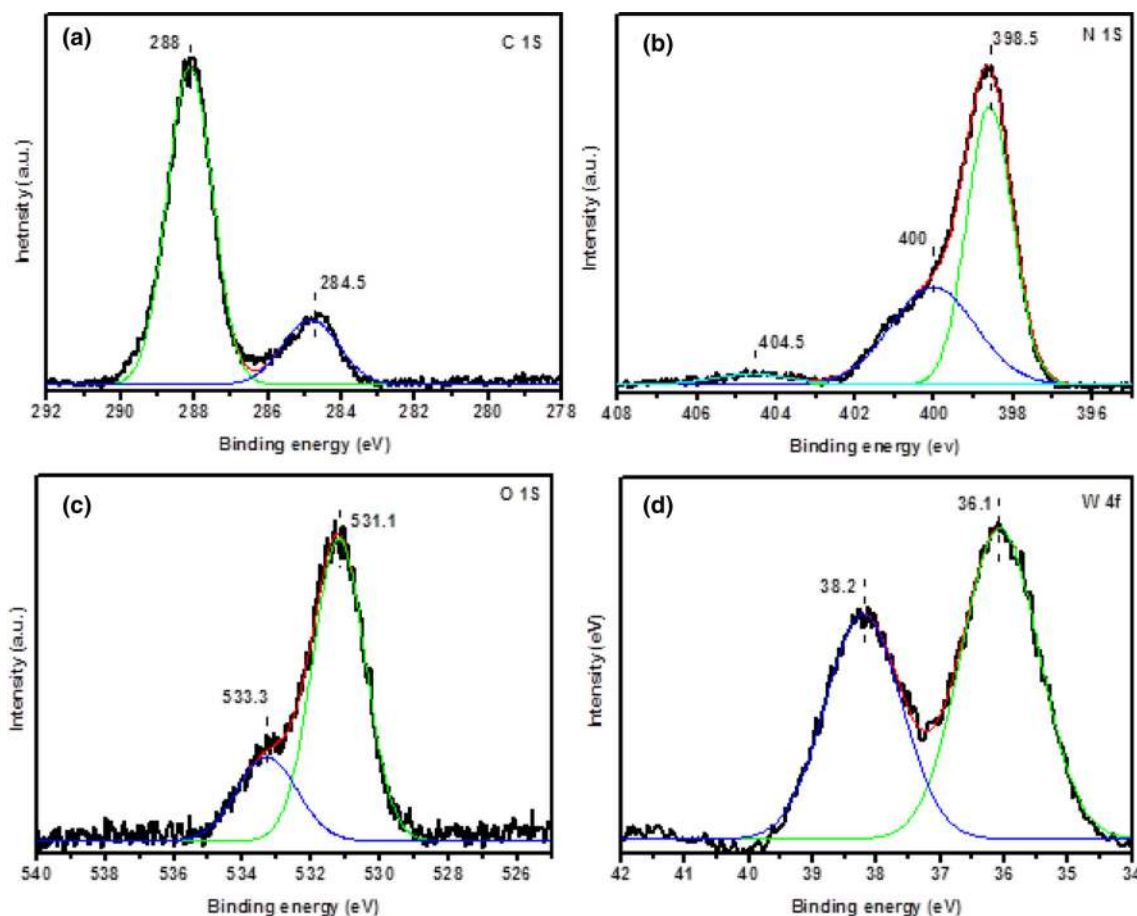 (a)
288
C 1S
284.5
Inetnsity (a.u.)
292 290 288 286 284 282 280 278
Binding energy (eV)
(b)
398.5
N 1S
400
404.5
Intensity (a.u.)
408 406 404 402 400 398 396
Binding energy (ev)
(c)
O 1S
531.1
533.3
Intensity (a.u.)
540 538 536 534 532 530 528 526
Binding energy (eV)
(d)
36.1
W 4f
38.2
Intensity (eV)
42 41 40 39 38 37 36 35 34
Binding energy (eV)